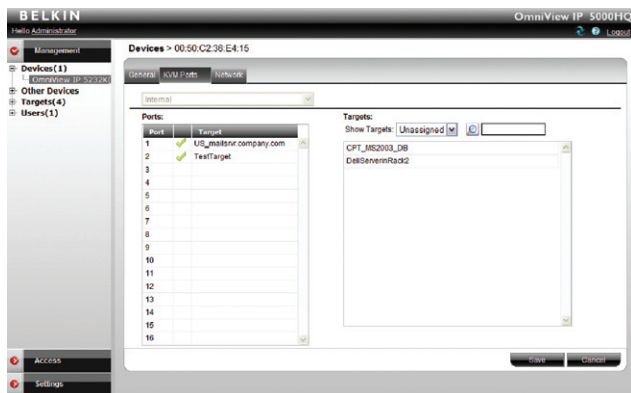 BELKIN
OmniView IP 5000HQ
Hello Administrator
Logout
Management
Devices > 00:50:C2:38:E4:15
Devices(1)
OmniView IP 5232K
Other Devices
Targets(4)
Users(1)
General
KVM Ports
Network
Internal
Ports:
Targets:
Show Targets: Unassigned
Port Target
1 US_mailsrvr.company.com
2 TestTarget
3
4
5
6
7
8
9
10
11
12
13
14
15
16
CPT_MS2003_DB
DellServerinRack2
Access
Save
Cancel
Settings